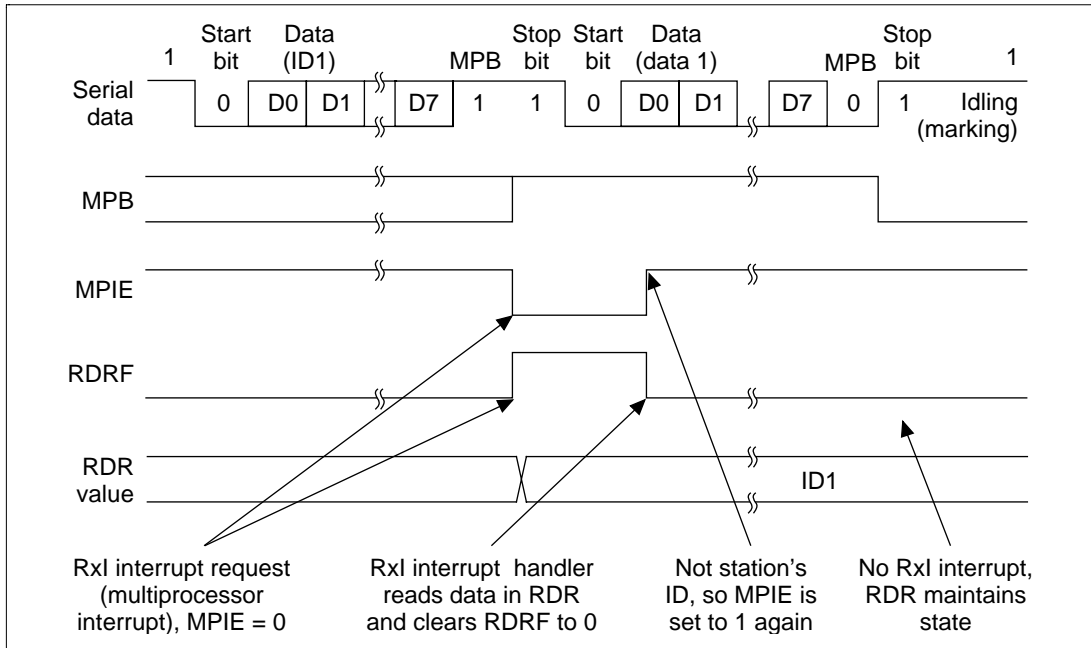 1 Start bit Data (ID1) MPB Stop bit Start bit Data (data 1) MPB Stop bit 1
Serial data 0 D0 D1 D7 1 1 0 D0 D1 D7 0 1 Idling (marking)
MPB
MPIE
RDRF
RDR value ID1
RxI interrupt request
(multiprocessor
interrupt), MPIE = 0
RxI interrupt handler
reads data in RDR
and clears RDRF to 0
Not station's
ID, so MPIE is
set to 1 again
No RxI interrupt,
RDR maintains
state